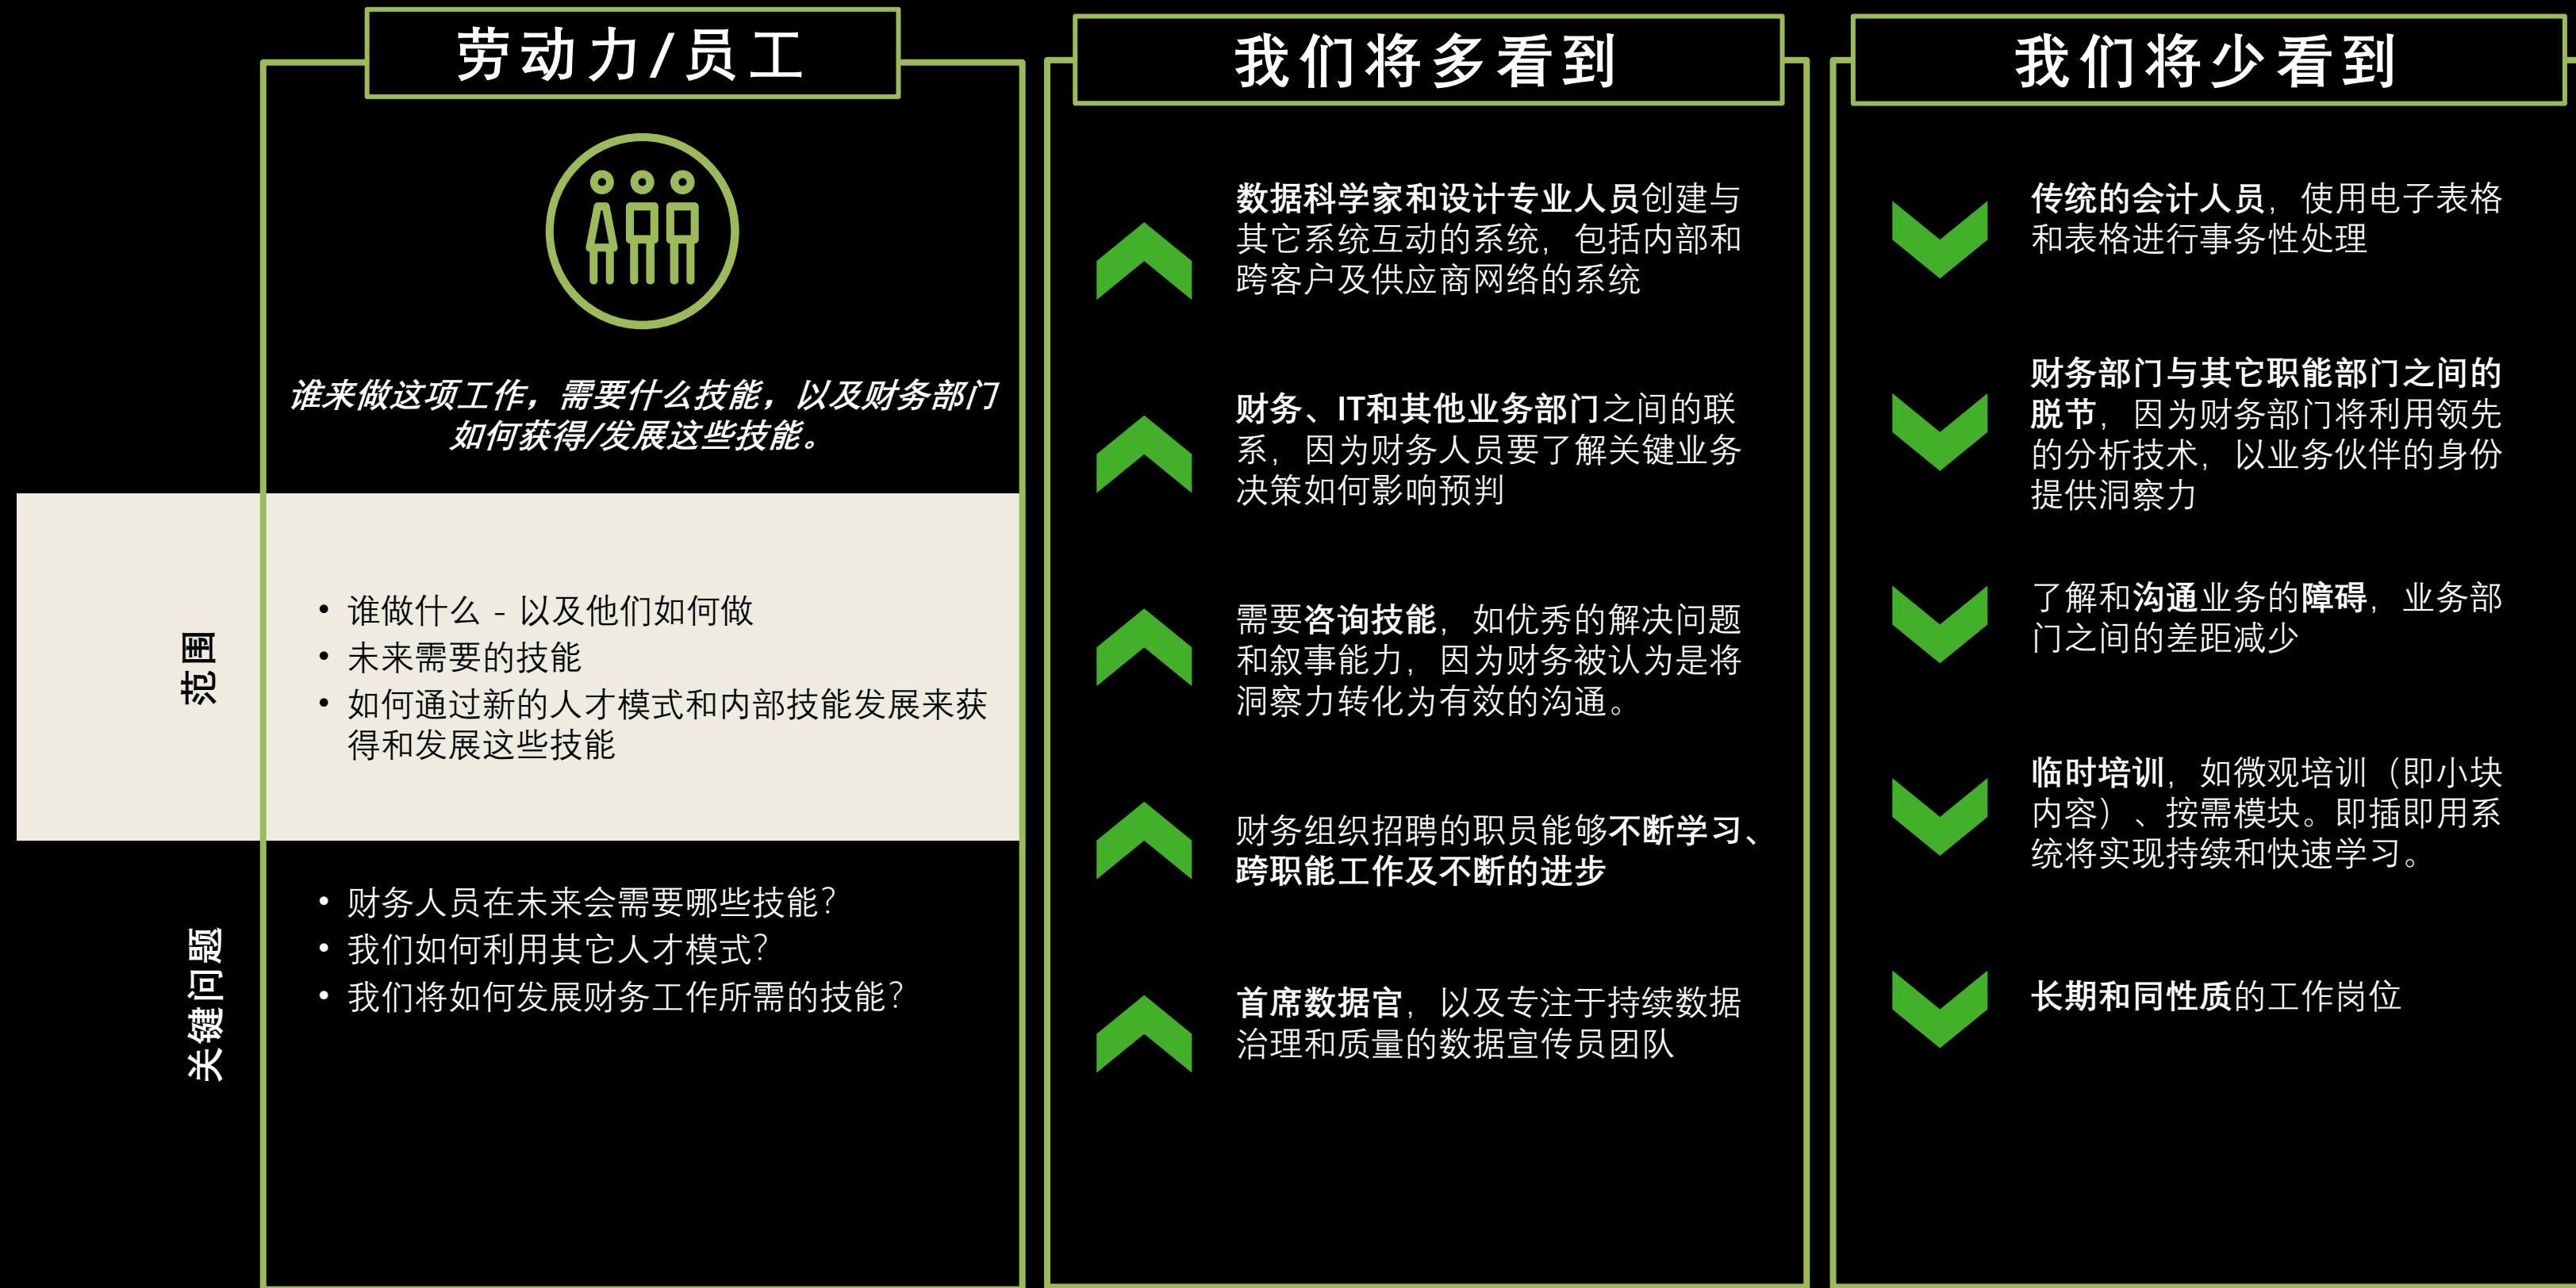 劳动力/员工
谁来做这项工作，需要什么技能，以及财务部门
如何获得/发展这些技能。
范围
• 谁做什么 - 以及他们如何做
• 未来需要的技能
• 如何通过新的人才模式和内部技能发展来获
得和发展这些技能
关键问题
• 财务人员在未来会需要哪些技能？
• 我们如何利用其它人才模式？
• 我们将如何发展财务工作所需的技能？
我们将多看到
数据科学家和设计专业人员创建与
其它系统互动的系统，包括内部和
跨客户及供应商网络的系统
财务、IT和其他业务部门之间的联
系，因为财务人员要了解关键业务
决策如何影响预判
需要咨询技能，如优秀的解决问题
和叙事能力，因为财务被认为是将
洞察力转化为有效的沟通。
财务组织招聘的职员能够不断学习、
跨职能工作及不断的进步
首席数据官，以及专注于持续数据
治理和质量的数据宣传员团队
我们将少看到
传统的会计人员，使用电子表格
和表格进行事务性处理
财务部门与其它职能部门之间的
脱节，因为财务部门将利用领先
的分析技术，以业务伙伴的身份
提供洞察力
了解和沟通业务的障碍，业务部
门之间的差距减少
临时培训，如微观培训（即小块
内容）、按需模块。即插即用系
统将实现持续和快速学习。
长期和同性质的工作岗位